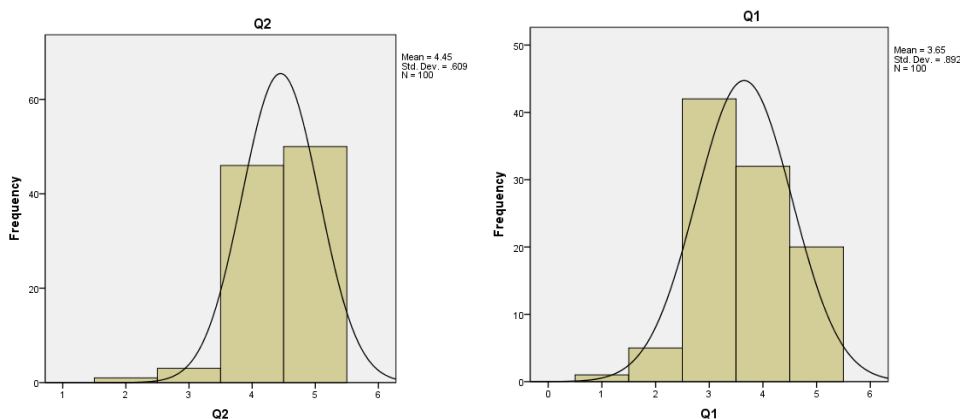 Q2
Mean = 4.45
Std. Dev. = .609
N = 100
Frequency
60
40
20
0
1 2 3 4 5 6
Q2
Q1
Mean = 3.65
Std. Dev. = .892
N = 100
Frequency
50
40
30
20
10
0
0 1 2 3 4 5 6
Q1